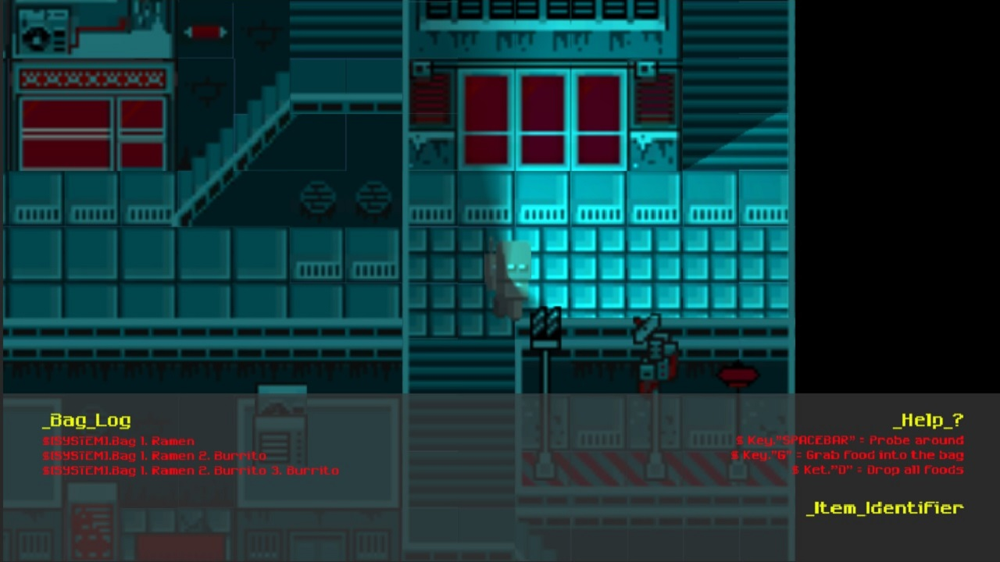 _Bag_Log
$[SYSTEM].Bag 1. Ramen
$[SYSTEM].Bag 1. Ramen 2. Burrito
$[SYSTEM].Bag 1. Ramen 2. Burrito 3. Burrito
_Help_?
$ Key."SPACEBAR" = Probe around
$ Key."G" = Grab Food into the bag
$ Ket."D" = Drop all Foods
_Item_Identifier